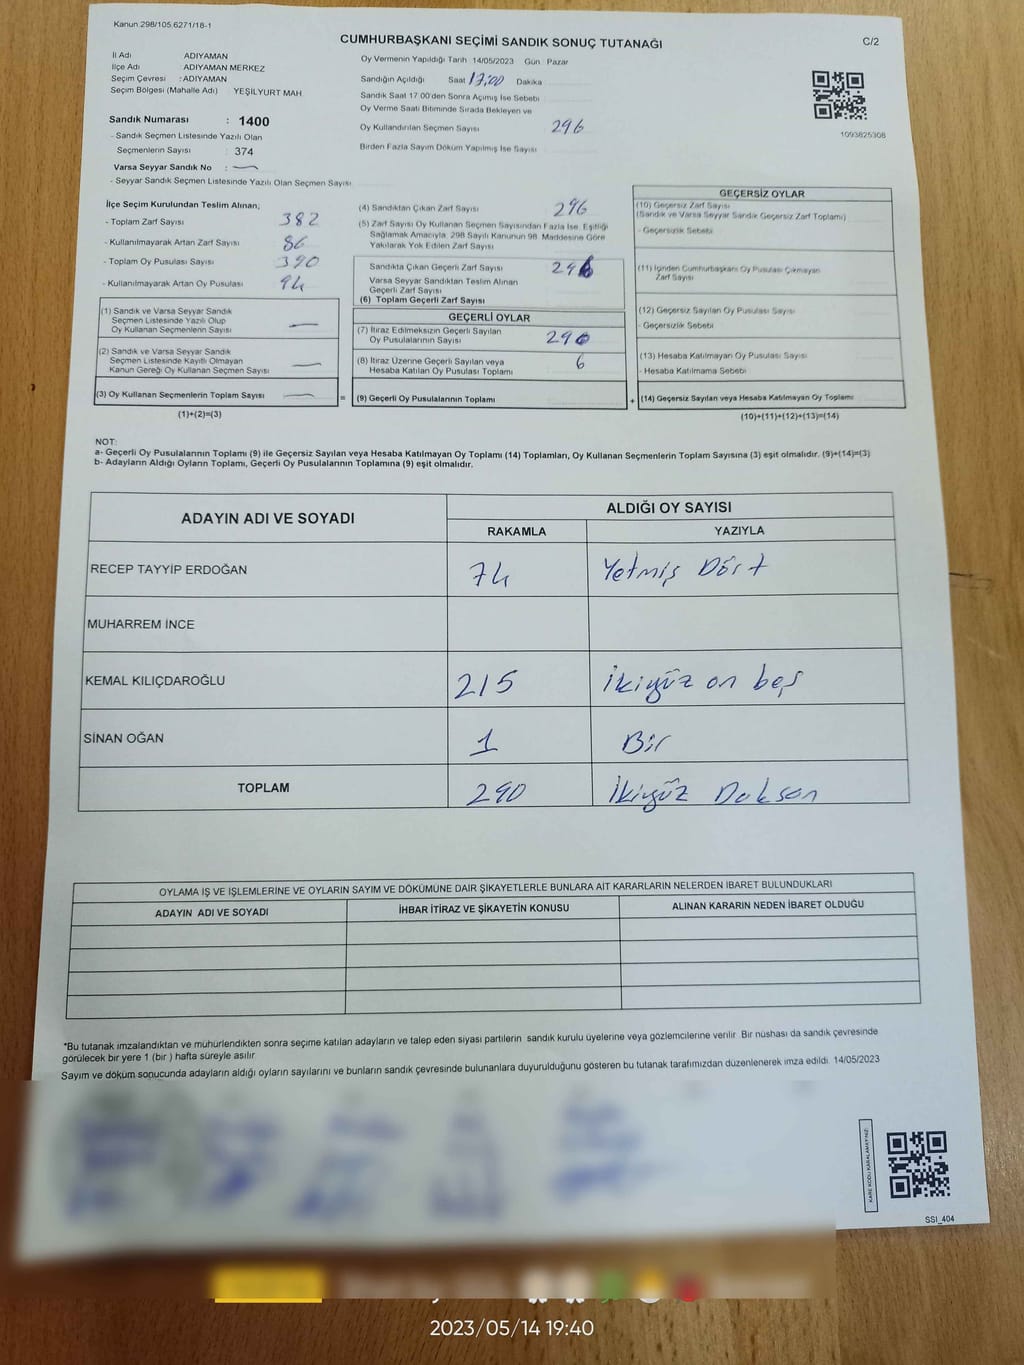 Kanun 298/105 6271/18-1
CUMHURBAŞKANI SEÇİMİ SANDIK SONUÇ TUTANAĞI
C/2
İl Adı ADIYAMAN
İlçe Adı ADIYAMAN MERKEZ
Seçim Çevresi : ADIYAMAN
Seçim Bölgesi (Mahalle Adı) YEŞİLYURT MAH.
Sandık Numarası : 1400
- Sandık Seçmen Listesinde Yazılı Olan
Seçmenlerin Sayısı 374
Varsa Seyyar Sandık No :
- Seyyar Sandık Seçmen Listesinde Yazılı Olan Seçmen Sayısı
Oy Vermenin Yapıldığı Tarih 14/05/2023 Gün Pazar
Sandığın Açıldığı Saat 17,00 Dakika
Sandık Saat 17 00'den Sonra Açımış İse Sebebi
Oy Verme Saati Bitiminde Sırada Bekleyen ve
Oy Kullandırılan Seçmen Sayısı 296
Birden Fazla Sayım Döküm Yapılmış İse Sayısı
1093825308
İlçe Seçim Kurulundan Teslim Alınan;
- Toplam Zarf Sayısı 382
- Kullanılmayarak Artan Zarf Sayısı 86
- Toplam Oy Pusulası Sayısı 390
- Kullanılmayarak Artan Oy Pusulası 94
(1) Sandık ve Varsa Seyyar Sandık
Seçmen Listesinde Yazılı Olup
Oy Kullanan Seçmenlerin Sayısı
(2) Sandık ve Varsa Seyyar Sandık
Seçmen Listesinde Kayıtlı Olmayan
Kanun Gereği Oy Kullanan Seçmen Sayısı
(3) Oy Kullanan Seçmenlerin Toplam Sayısı
(1)+(2)=(3)
=
(4) Sandıktan Çıkan Zarf Sayısı 296
(5) Zarf Sayısı Oy Kullanan Seçmen Sayısından Fazla İse, Eşitliği
Sağlamak Amacıyla, 298 Sayılı Kanunun 98. Maddesine Göre
Yakılarak Yok Edilen Zarf Sayısı
Sandıkta Çıkan Geçerli Zarf Sayısı 296
Varsa Seyyar Sandıktan Teslim Alınan
Geçerli Zarf Sayısı
(6) Toplam Geçerli Zarf Sayısı
GEÇERLİ OYLAR
(7) İtiraz Edilmeksizin Geçerli Sayılan
Oy Pusulalarının Sayısı 290
(8) İtiraz Üzerine Geçerli Sayılan veya
Hesaba Katılan Oy Pusulası Toplamı 6
(9) Geçerli Oy Pusulalarının Toplamı
+
GEÇERSİZ OYLAR
(10) Geçersiz Zarf Sayısı
(Sandık ve Varsa Seyyar Sandık Geçersiz Zarf Toplamı)
- Geçersizlik Sebebi
(11) İçinden Cumhurbaşkanı Oy Pusulası Çıkmayan
Zarf Sayısı
(12) Geçersiz Sayılan Oy Pusulası Sayısı
- Geçersizlik Sebebi
(13) Hesaba Katılmayan Oy Pusulası Sayısı
- Hesaba Katılmama Sebebi
(14) Geçersiz Sayılan veya Hesaba Katılmayan Oy Toplamı
(10)+(11)+(12)+(13)=(14)
NOT:
a- Geçerli Oy Pusulalarının Toplamı (9) ile Geçersiz Sayılan veya Hesaba Katılmayan Oy Toplamı (14) Toplamları, Oy Kullanan Seçmenlerin Toplam Sayısına (3) eşit olmalıdır. (9)+(14)=(3)
b- Adayların Aldığı Oyların Toplamı, Geçerli Oy Pusulalarının Toplamına (9) eşit olmalıdır.
ADAYIN ADI VE SOYADI ALDIĞI OY SAYISI
RAKAMLA YAZIYLA
RECEP TAYYİP ERDOĞAN 74 Yetmiş Dört
MUHARREM İNCE
KEMAL KILIÇDAROĞLU 215 İkiyüz on beş
SİNAN OĞAN 1 Bir
TOPLAM 290 İkiyüz Doksan
OYLAMA İŞ VE İŞLEMLERİNE VE OYLARIN SAYIM VE DÖKÜMÜNE DAİR ŞİKAYETLERLE BUNLARA AİT KARARLARIN NELERDEN İBARET BULUNDUKLARI
ADAYIN ADI VE SOYADI İHBAR İTİRAZ VE ŞİKAYETİN KONUSU ALINAN KARARIN NEDEN İBARET OLDUĞU
*Bu tutanak imzalandıktan ve mühürlendikten sonra seçime katılan adayların ve talep eden siyasi partilerin sandık kurulu üyelerine veya gözlemcilerine verilir. Bir nüshası da sandık çevresinde
görülecek bir yere 1 (bir ) hafta süreyle asılır
Sayım ve döküm sonucunda adayların aldığı oyların sayılarını ve bunların sandık çevresinde bulunanlara duyurulduğunu gösteren bu tutanak tarafımızdan düzenlenerek imza edildi. 14/05/2023
KARE KODU KARALAMAYINIZ!
SSI_404
2023/05/14 19:40